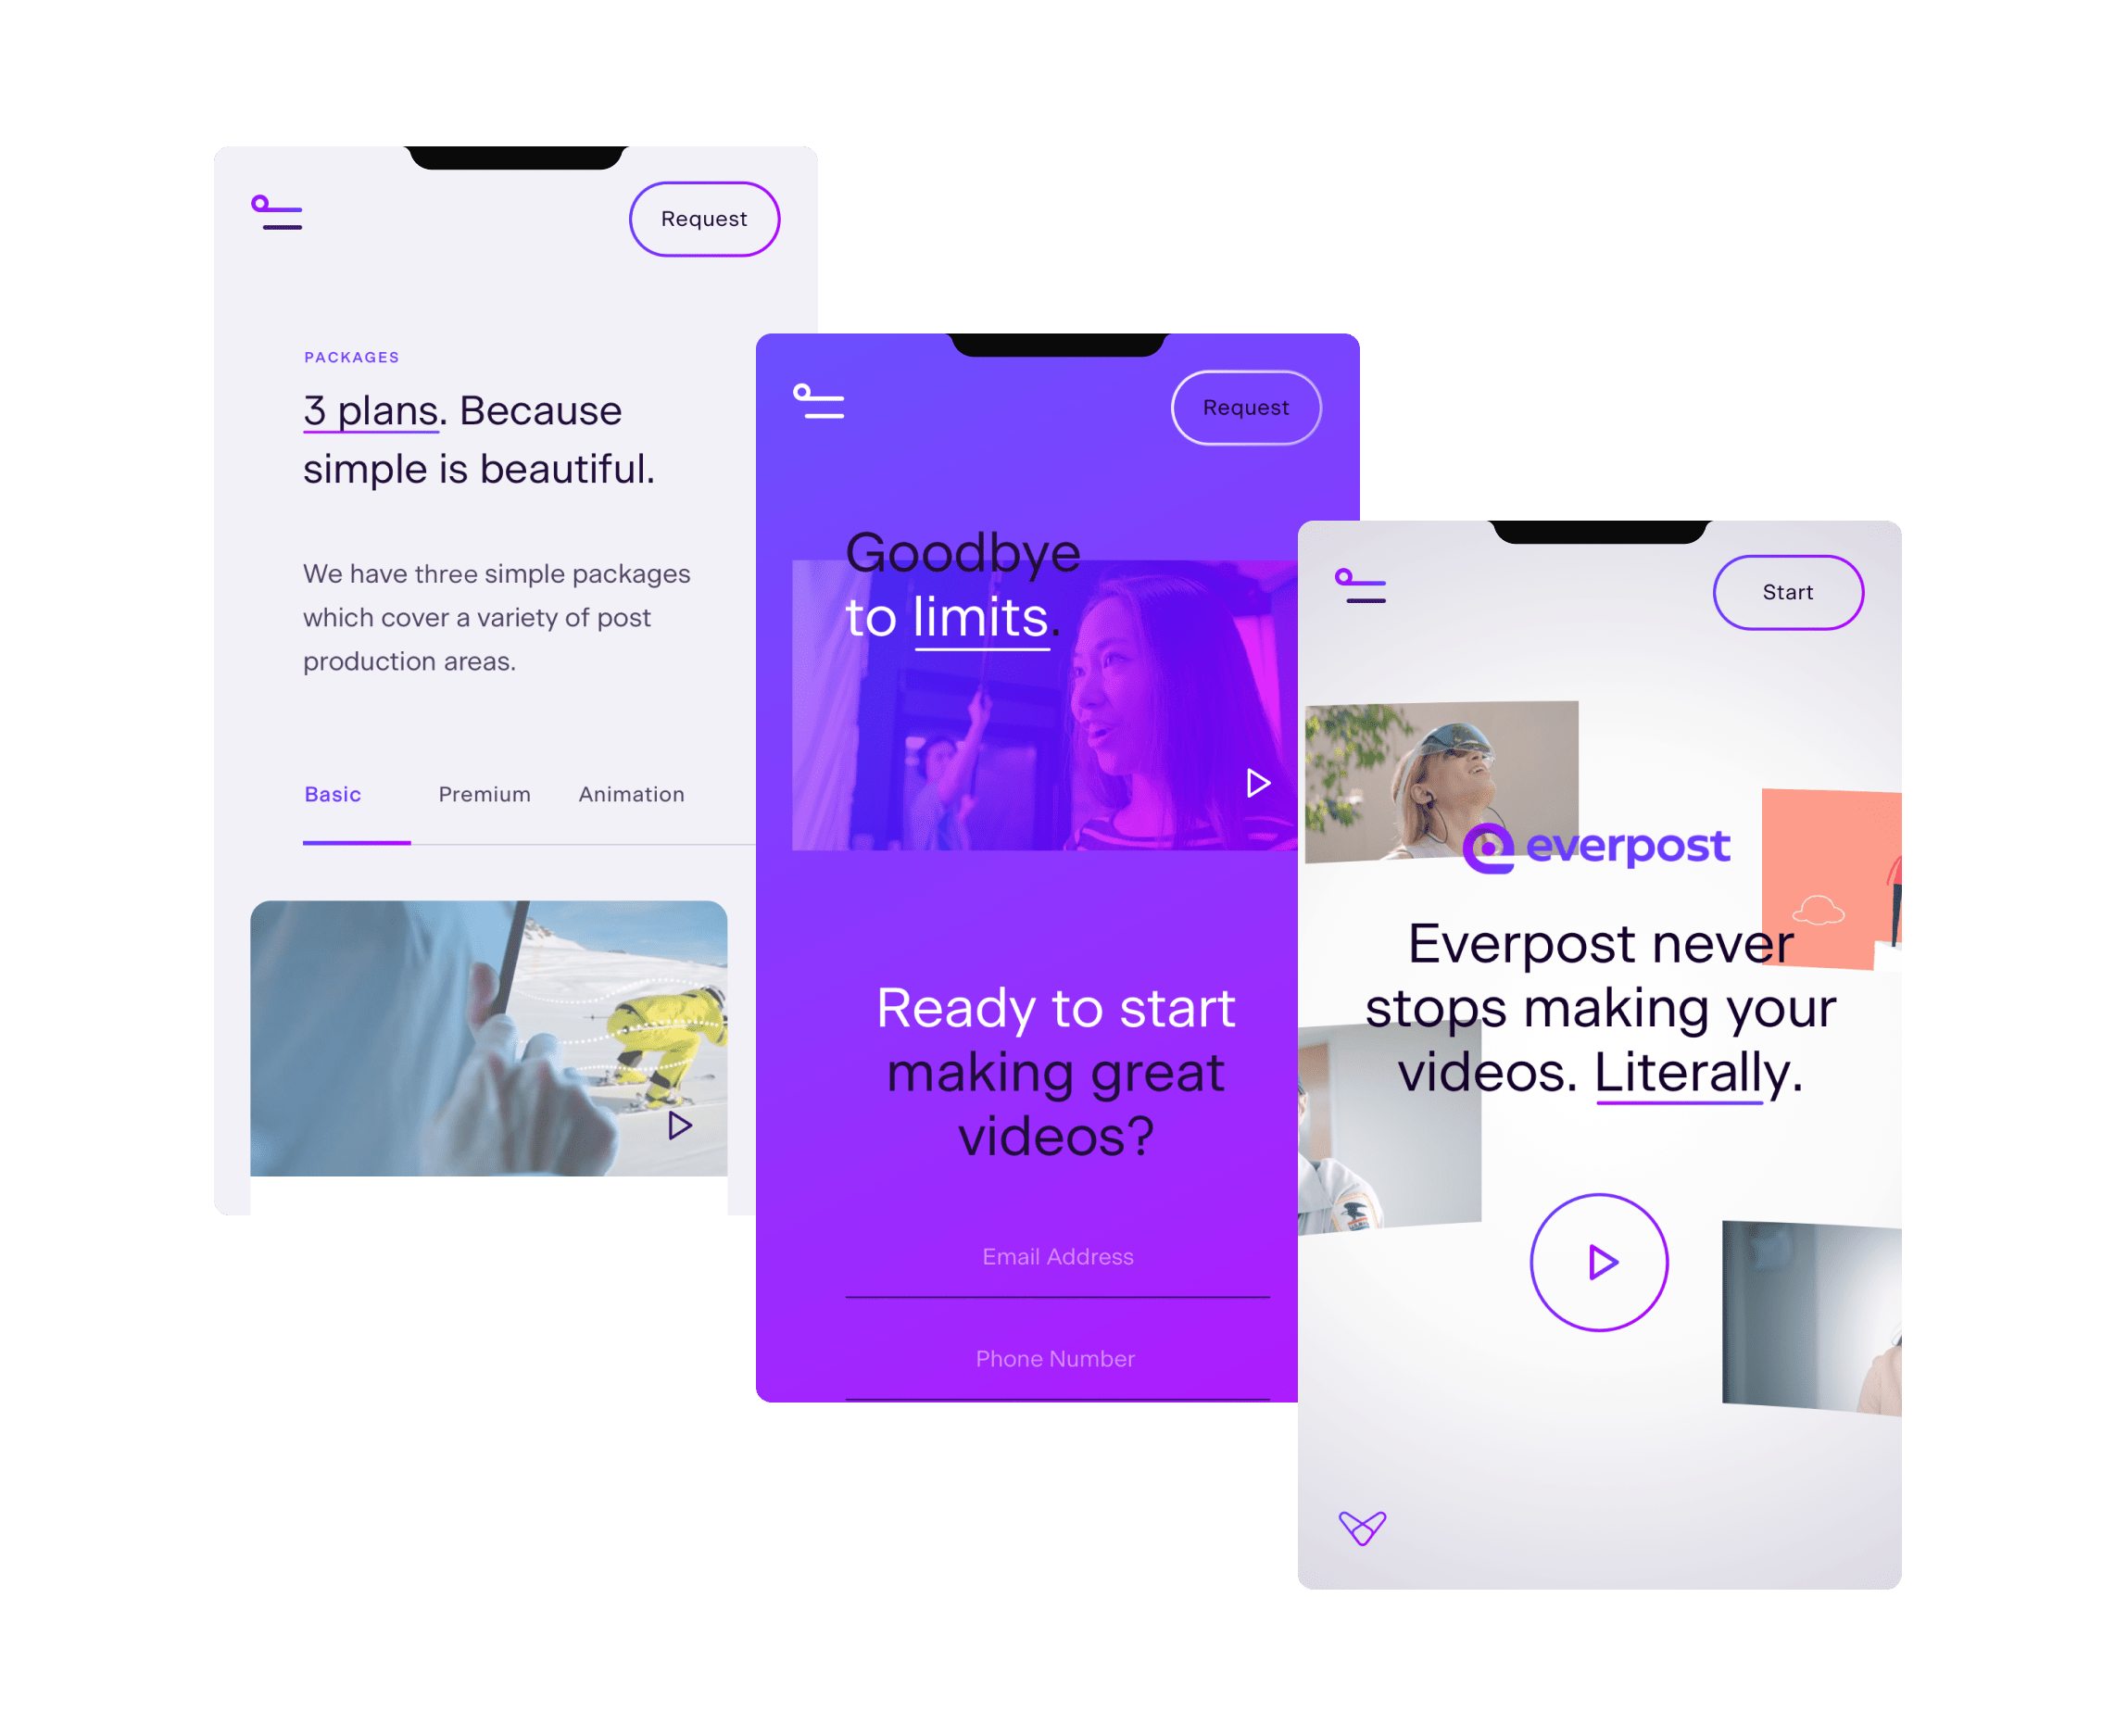 Request
PACKAGES
3 plans. Because
simple is beautiful.
We have three simple packages
which cover a variety of post
production areas.
Basic Premium Animation
Request
Goodbye
to limits.
Ready to start
making great
videos?
Email Address
Phone Number
Start
everpost
Everpost never
stops making your
videos. Literally.